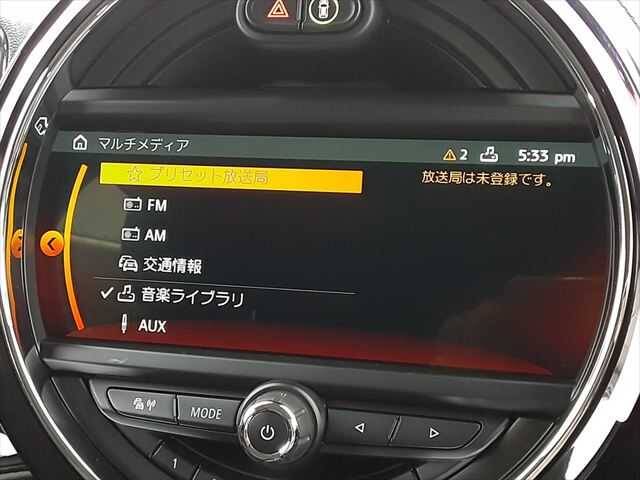 マルチメディア
2
5:33 pm
プリセット放送局
放送局は未登録です。
FM
AM
交通情報
音楽ライブラリ
AUX
MODE
1